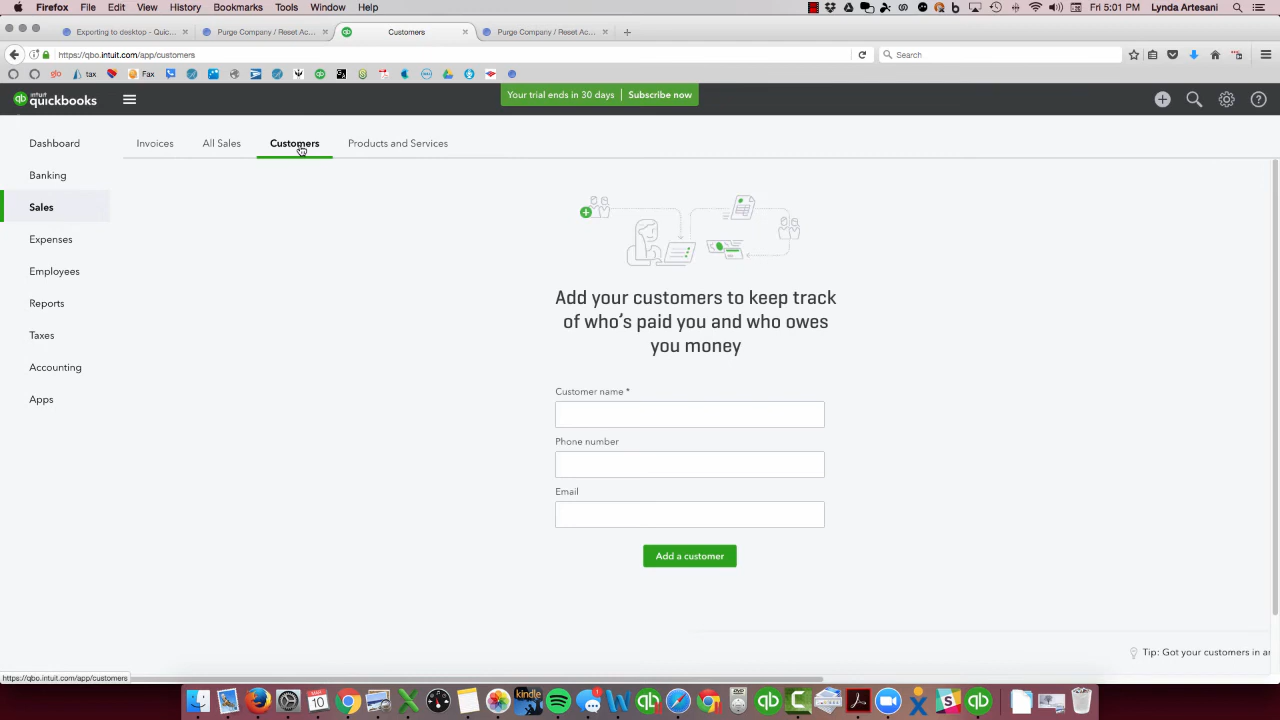 Firefox File Edit View History Bookmarks Tools Window Help Fri 5:01 PM Lynda Artesani
Exporting to desktop - Quic... Purge Company / Reset Ac... Customers Purge Company / Reset Ac...
https://qbo.intuit.com/app/customers Search
tax Fax
intuit quickbooks Your trial ends in 30 days Subscribe now
Dashboard
Banking
Sales
Expenses
Employees
Reports
Taxes
Accounting
Apps
Invoices All Sales Customers Products and Services
Add your customers to keep track
of who's paid you and who owes
you money
Customer name *
Phone number
Email
Add a customer
Tip: Got your customers in an
https://qbo.intuit.com/app/customers